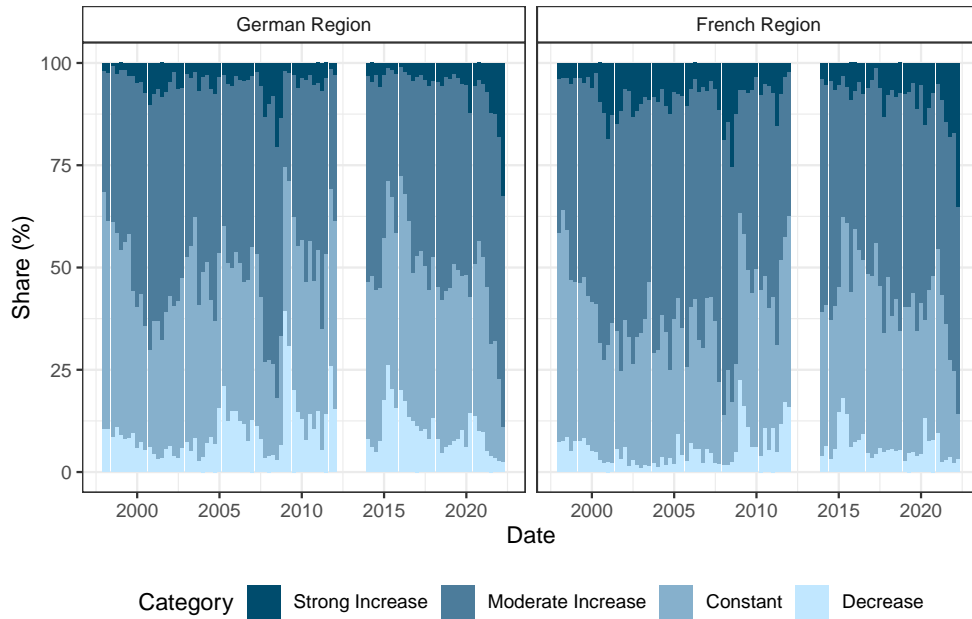 German Region
French Region
Share (%)
100
75
50
25
0
2000 2005 2010 2015 2020
2000 2005 2010 2015 2020
Date
Category Strong Increase Moderate Increase Constant Decrease